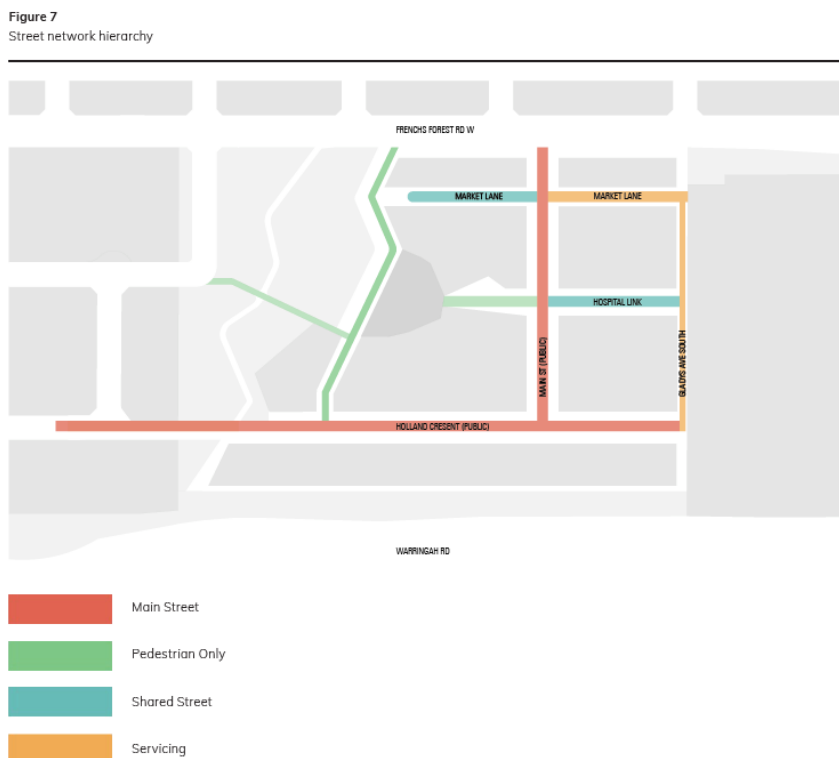 Figure 7
Street network hierarchy
FRENCHS FOREST RD W
MARKET LANE
MARKET LANE
HOSPITAL LINK
MAIN ST (PUBLIC)
GLADYS AVE SOUTH
HOLLAND CRESENT (PUBLIC)
WARRINGAH RD
Main Street
Pedestrian Only
Shared Street
Servicing